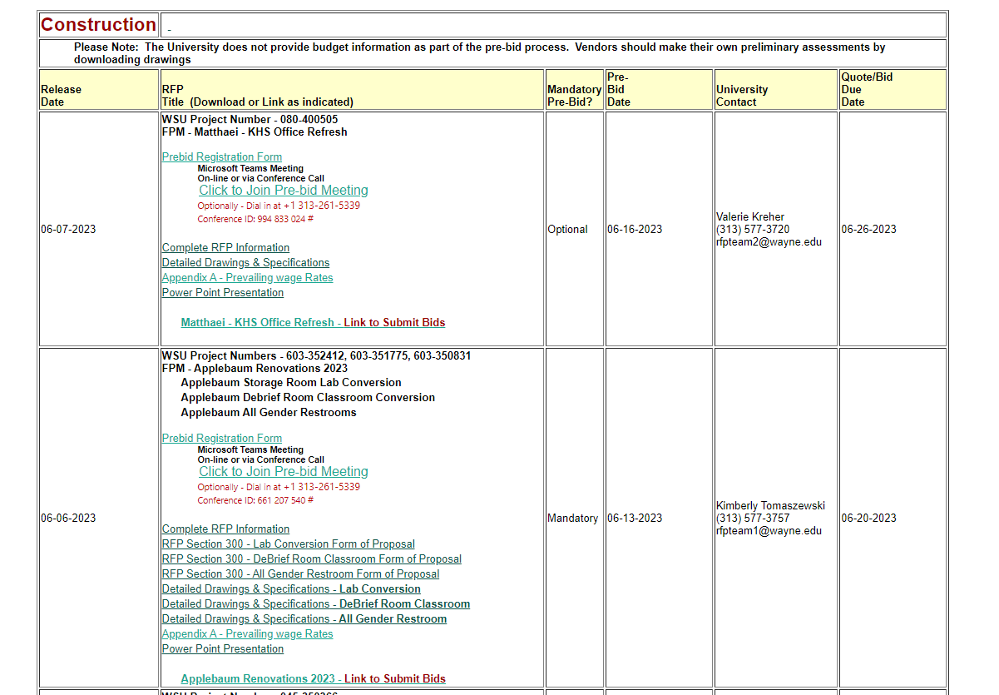 Construction -
Please Note:  The University does not provide budget information as part of the pre-bid process.  Vendors should make their own preliminary assessments by
downloading drawings
Release
Date
RFP
Title  (Download or Link as indicated)
Mandatory
Pre-Bid?
Pre-
Bid
Date
University
Contact
Quote/Bid
Due
Date
06-07-2023
WSU Project Number - 080-400505
FPM - Matthaei - KHS Office Refresh
Prebid Registration Form
Microsoft Teams Meeting
On-line or via Conference Call
Click to Join Pre-bid Meeting
Optionally - Dial in at +1 313-261-5339
Conference ID: 994 833 024 #
Complete RFP Information
Detailed Drawings & Specifications
Appendix A - Prevailing wage Rates
Power Point Presentation
Matthaei - KHS Office Refresh - Link to Submit Bids
Optional
06-16-2023
Valerie Kreher
(313) 577-3720
rfpteam2@wayne.edu
06-26-2023
06-06-2023
WSU Project Numbers - 603-352412, 603-351775, 603-350831
FPM - Applebaum Renovations 2023
Applebaum Storage Room Lab Conversion
Applebaum Debrief Room Classroom Conversion
Applebaum All Gender Restrooms
Prebid Registration Form
Microsoft Teams Meeting
On-line or via Conference Call
Click to Join Pre-bid Meeting
Optionally - Dial in at +1 313-261-5339
Conference ID: 661 207 540 #
Complete RFP Information
RFP Section 300 - Lab Conversion Form of Proposal
RFP Section 300 - DeBrief Room Classroom Form of Proposal
RFP Section 300 - All Gender Restroom Form of Proposal
Detailed Drawings & Specifications - Lab Conversion
Detailed Drawings & Specifications - DeBrief Room Classroom
Detailed Drawings & Specifications - All Gender Restroom
Appendix A - Prevailing wage Rates
Power Point Presentation
Applebaum Renovations 2023 - Link to Submit Bids
Mandatory
06-13-2023
Kimberly Tomaszewski
(313) 577-3757
rfpteam1@wayne.edu
06-20-2023